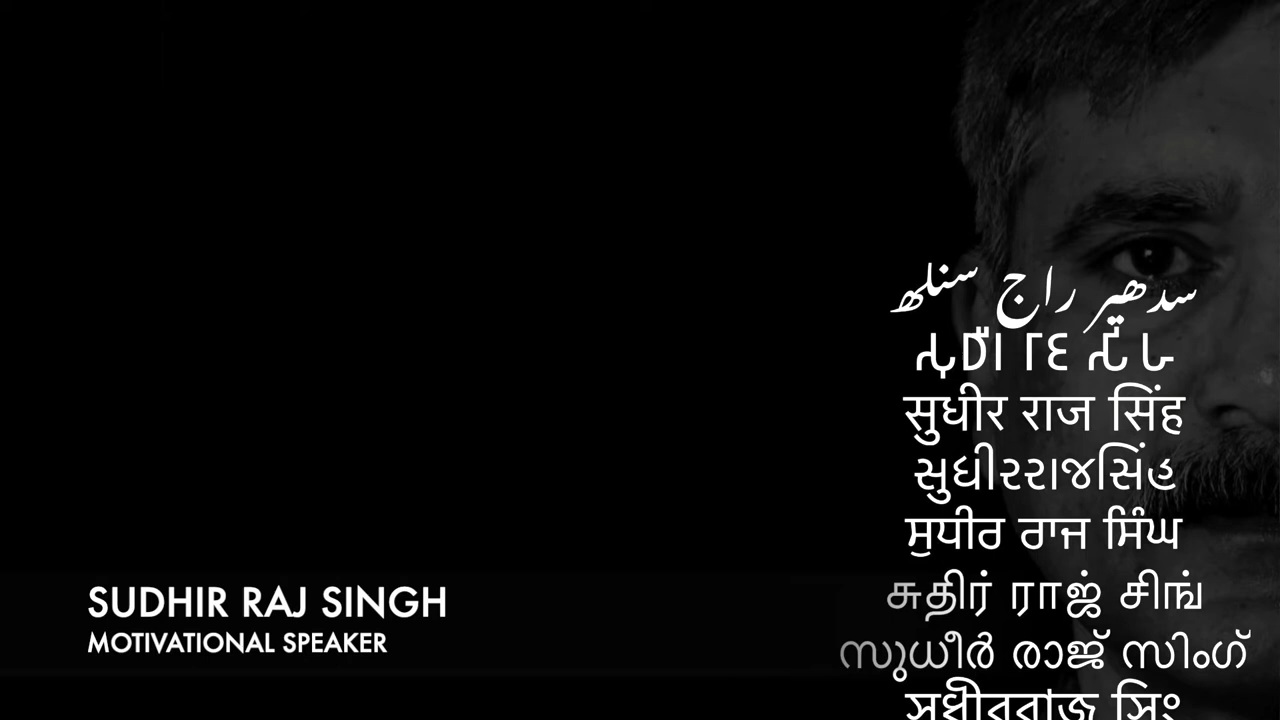 سدھیر راج سنلھ
सुधीर राज सिंह
સુધીરરાજસિંહ
ਸੁਧੀਰ ਰਾਜ ਸਿੰਘ
சுதிர் ராஜ் சிங்
സുധീർ രാജ് സിംഗ്
SUDHIR RAJ SINGH
MOTIVATIONAL SPEAKER